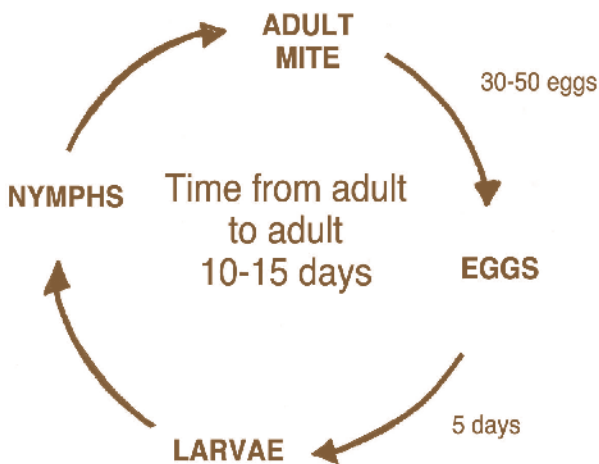 ADULT
MITE
30-50 eggs
NYMPHS
Time from adult
to adult
10-15 days
EGGS
5 days
LARVAE